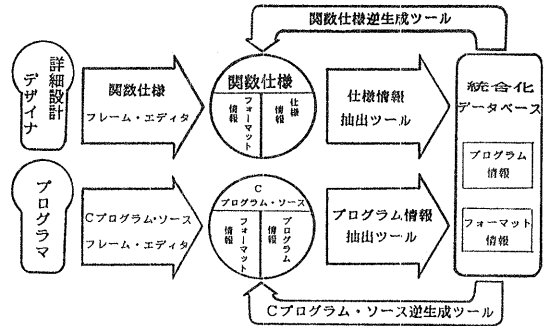 関数仕様逆生成ツール
詳細設計
デザイナ
関数仕様
フレーム・エディタ
関数仕様
フォーマット
情報
仕様
情報
仕様情報
抽出ツール
統合化
データベース
プログラム
情報
フォーマット
情報
プログラマ
Cプログラム・ソース
フレーム・エディタ
C
プログラム・ソース
フォーマット
情報
プログラム
情報
プログラム情報
抽出ツール
Cプログラム・ソース逆生成ツール